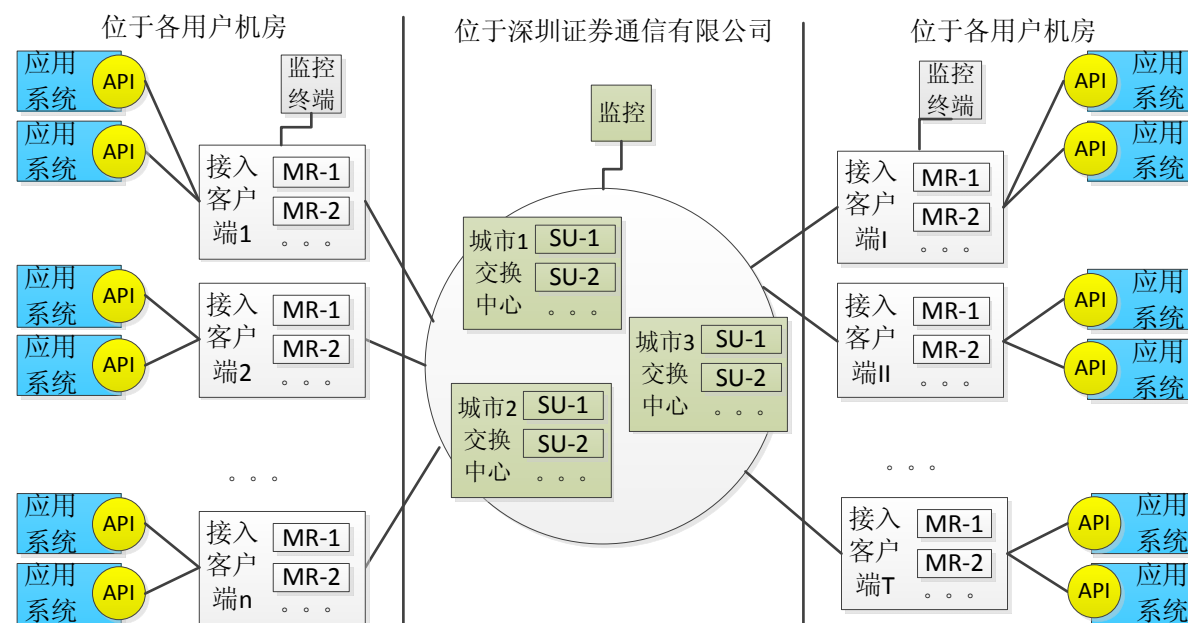 位于各用户机房
应用
系统
API
应用
系统
API
监控
终端
接入
客户
端1
MR-1
MR-2
。。。
应用
系统
API
应用
系统
API
接入
客户
端2
MR-1
MR-2
。。。
。。。
应用
系统
API
应用
系统
API
接入
客户
端n
MR-1
MR-2
。。。
位于深圳证券通信有限公司
监控
城市1
交换
中心
SU-1
SU-2
。。。
城市3
交换
中心
SU-1
SU-2
。。。
城市2
交换
中心
SU-1
SU-2
。。。
位于各用户机房
监控
终端
接入
客户
端I
MR-1
MR-2
。。。
API
应用
系统
API
应用
系统
接入
客户
端II
MR-1
MR-2
。。。
API
应用
系统
API
应用
系统
。。。
接入
客户
端T
MR-1
MR-2
。。。
API
应用
系统
API
应用
系统